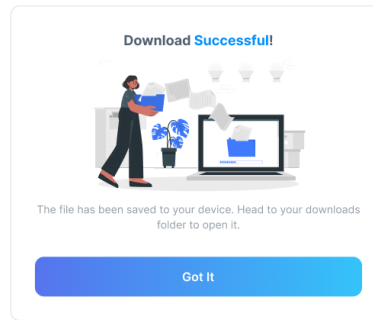 Download Successful!
The file has been saved to your device. Head to your downloads
folder to open it.
Got It